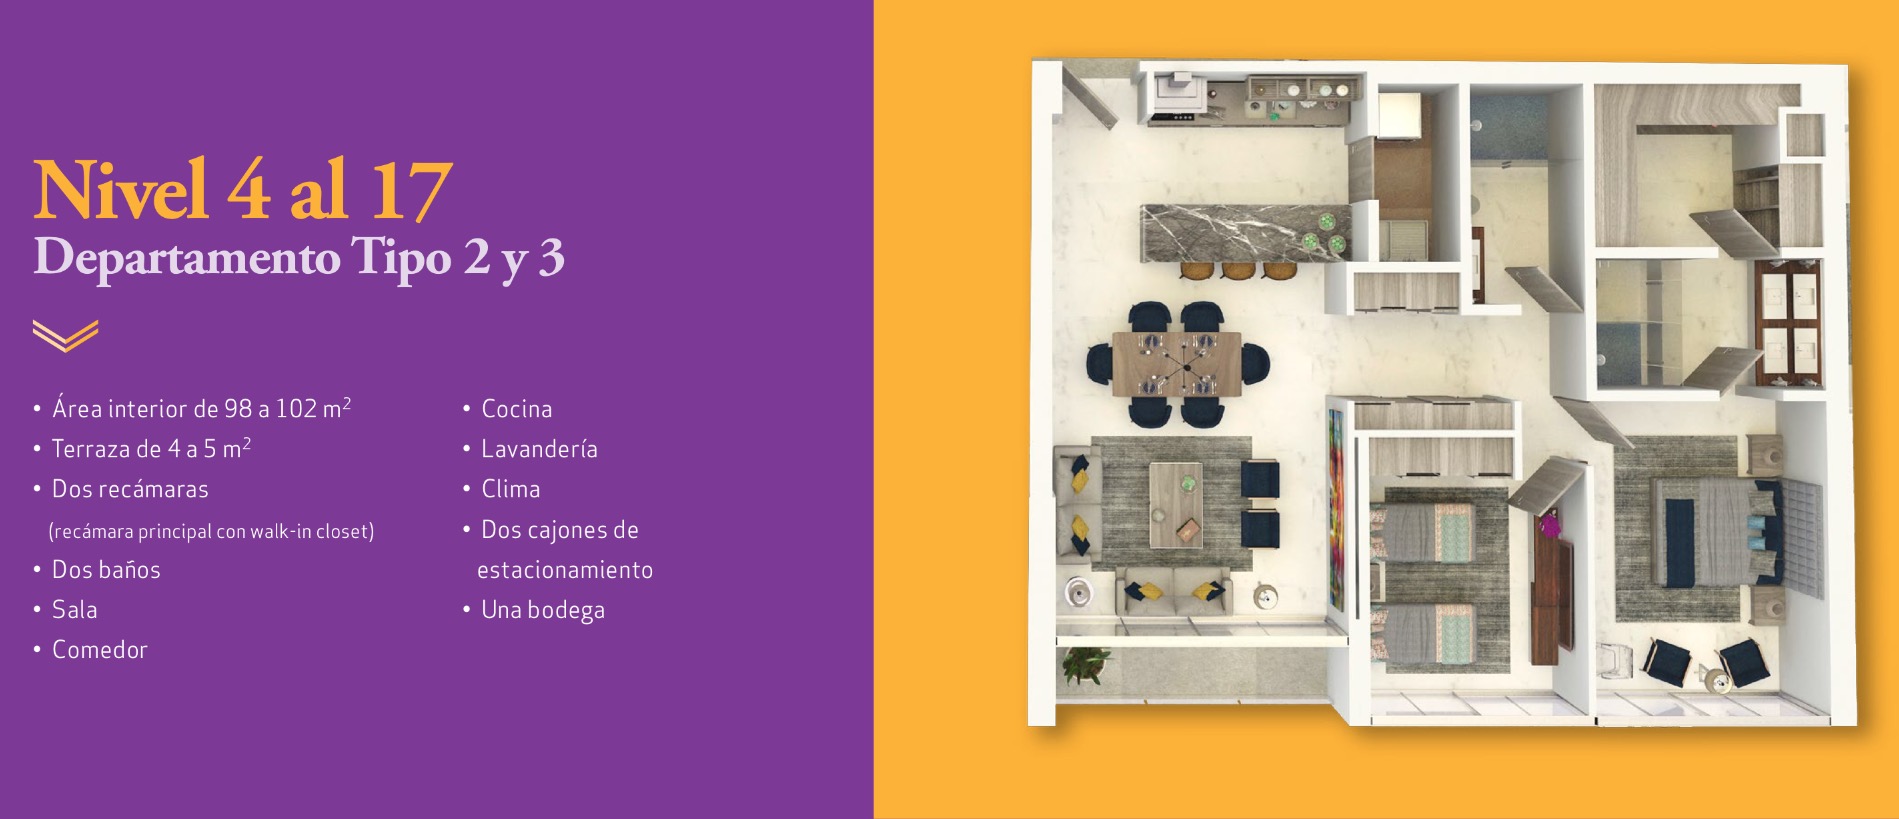 Nivel 4 al 17
Departamento Tipo 2 y 3
• Área interior de 98 a 102 m²
• Terraza de 4 a 5 m²
• Dos recámaras
(recámara principal con walk-in closet)
• Dos baños
• Sala
• Comedor
• Cocina
• Lavandería
• Clima
• Dos cajones de
estacionamiento
• Una bodega